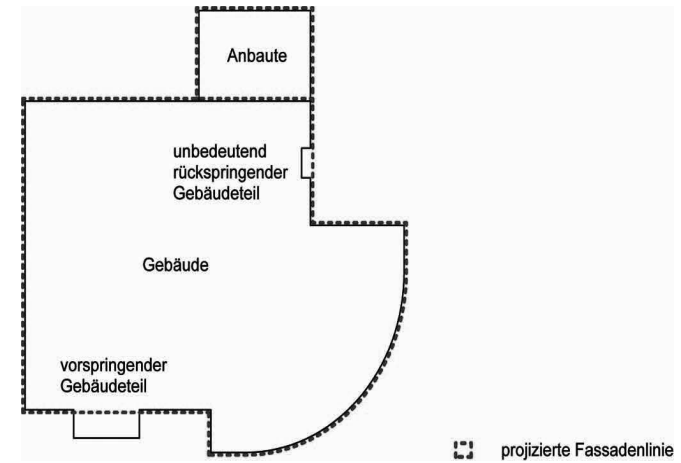 Anbaute
unbedeutend
rückspringender
Gebäudeteil
Gebäude
vorspringender
Gebäudeteil
projizierte Fassadenlinie